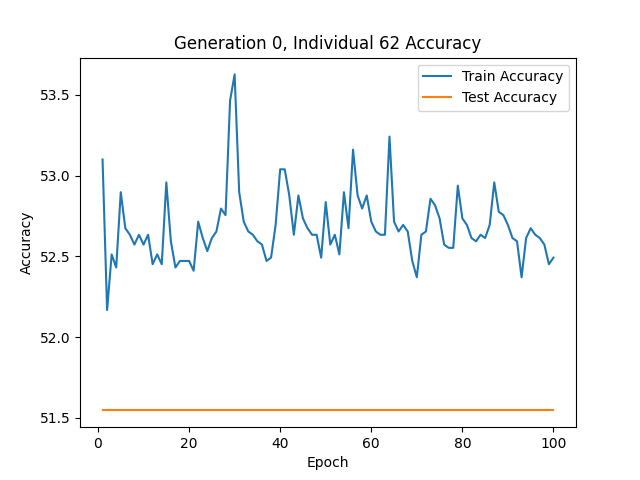 Generation 0, Individual 62 Accuracy
Train Accuracy
Test Accuracy
53.5
53.0
52.5
52.0
51.5
Accuracy
0
20
40
60
80
100
Epoch